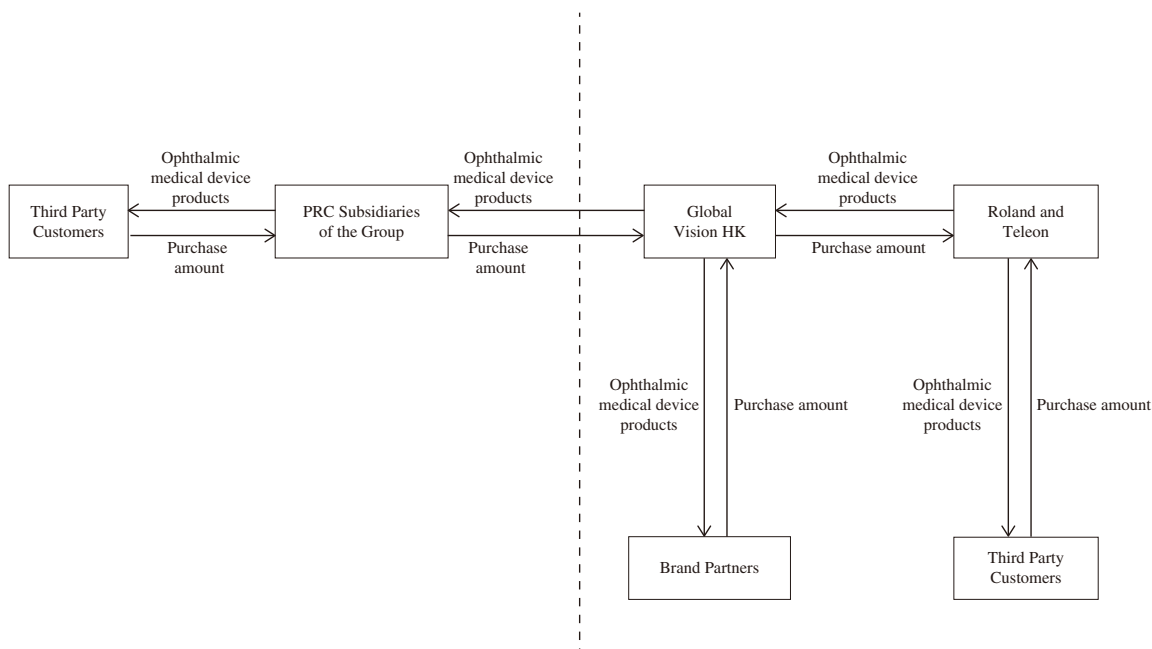 Ophthalmic
medical device
products
Ophthalmic
medical device
products
Ophthalmic
medical device
products
Third Party
Customers
PRC Subsidiaries
of the Group
Global
Vision HK
Roland and
Teleon
Purchase
amount
Purchase
amount
Purchase amount
Ophthalmic
medical device
products
Purchase amount
Ophthalmic
medical device
products
Purchase amount
Brand Partners
Third Party
Customers